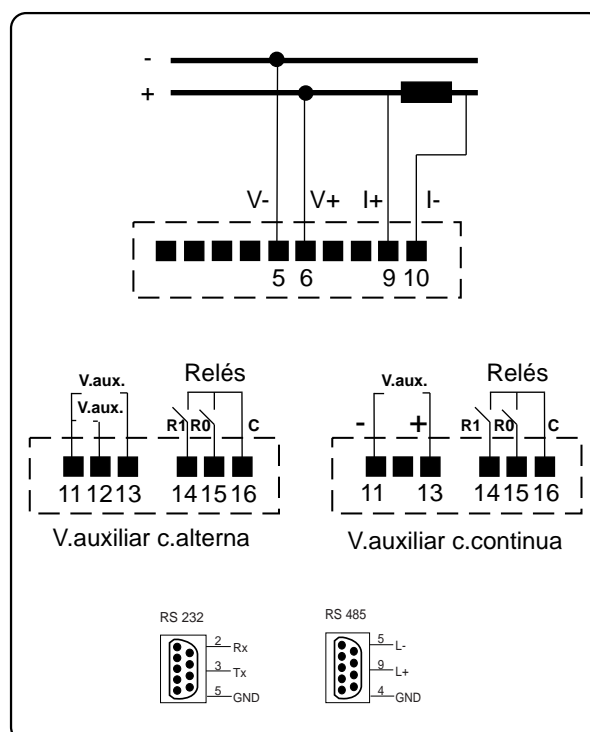 -
+
V- V+ I+ I-
5 6 9 10
V.aux. Relés
V.aux. R1 R0 C
11 12 13 14 15 16
V.auxiliar c.alterna
V.aux. Relés
- + R1 R0 C
11 13 14 15 16
V.auxiliar c.continua
RS 232
2 Rx
3 Tx
5 GND
RS 485
5 L-
9 L+
4 GND